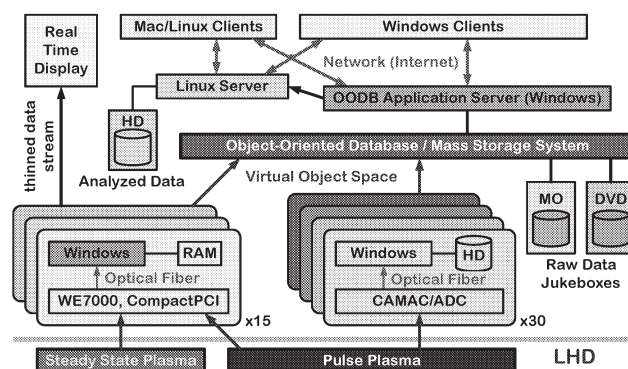 Real
Time
Display
Mac/Linux Clients
Windows Clients
Network (Internet)
Linux Server
OODB Application Server (Windows)
HD
Analyzed Data
thinned data
stream
Object-Oriented Database / Mass Storage System
Virtual Object Space
MO
DVD
Raw Data
Jukeboxes
Windows
RAM
Optical Fiber
WE7000, CompactPCI
x15
Windows
HD
Optical Fiber
CAMAC/ADC
x30
Steady State Plasma
Pulse Plasma
LHD